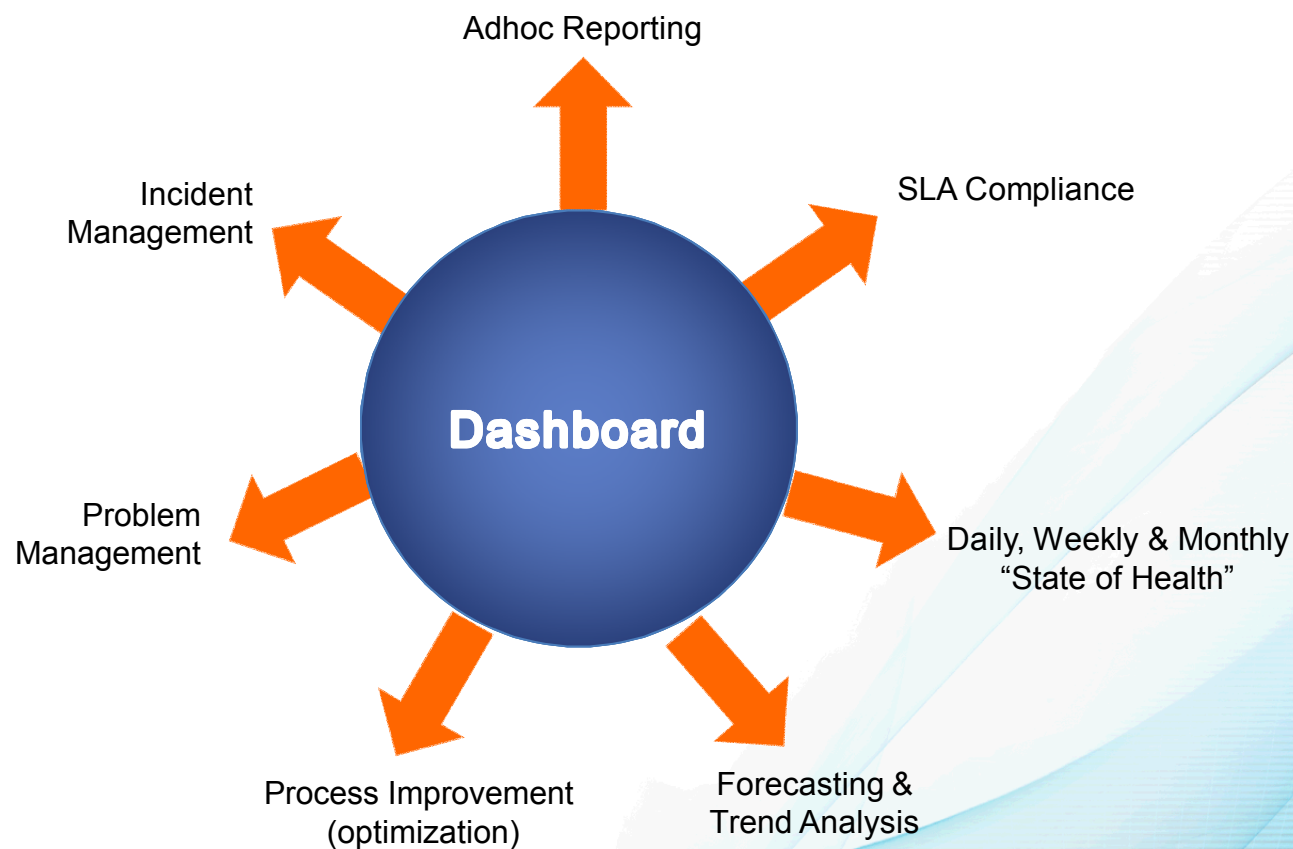 Adhoc Reporting
Incident
Management
SLA Compliance
Dashboard
Problem
Management
Daily, Weekly & Monthly
“State of Health”
Process Improvement
(optimization)
Forecasting &
Trend Analysis